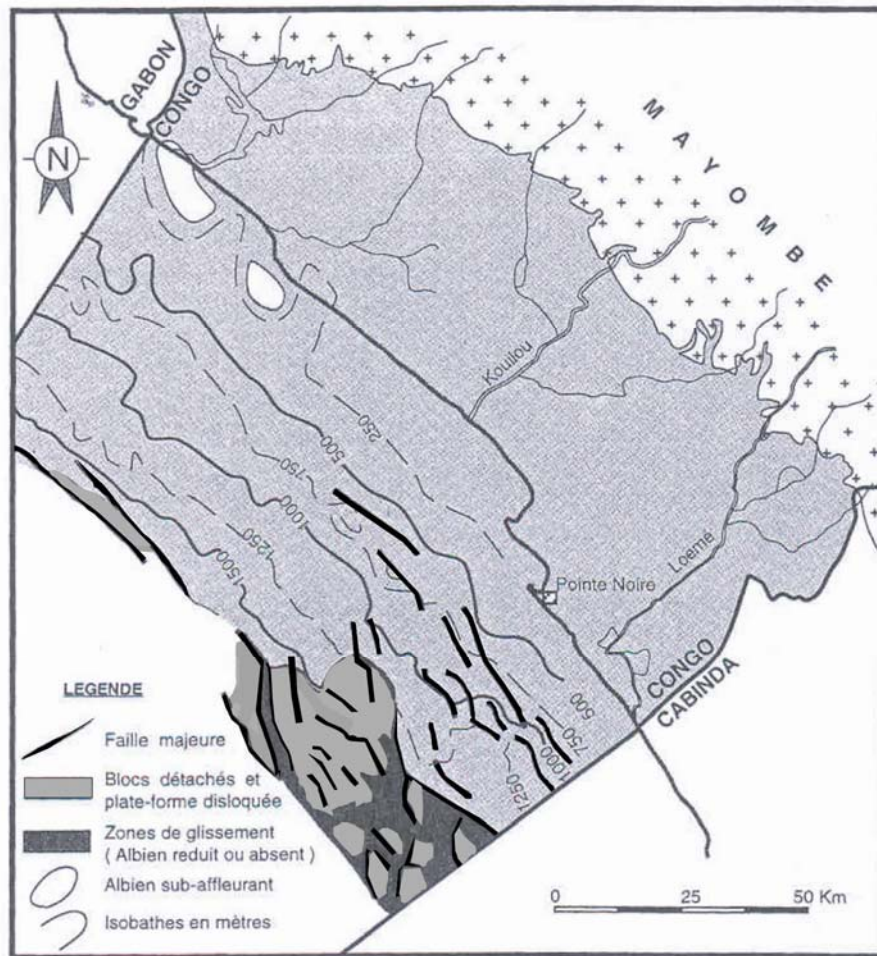 GABON
CONGO
N
MAYOMBE
Kouilou
250
500
750
1000
1250
1500
Loemé
Pointe Noire
CONGO
CABINDA
500
750
1000
1250
LEGENDE
Faille majeure
Blocs détachés et
plate-forme disloquée
Zones de glissement
( Albien reduit ou absent )
Albien sub-affleurant
Isobathes en mètres
0 25 50 Km